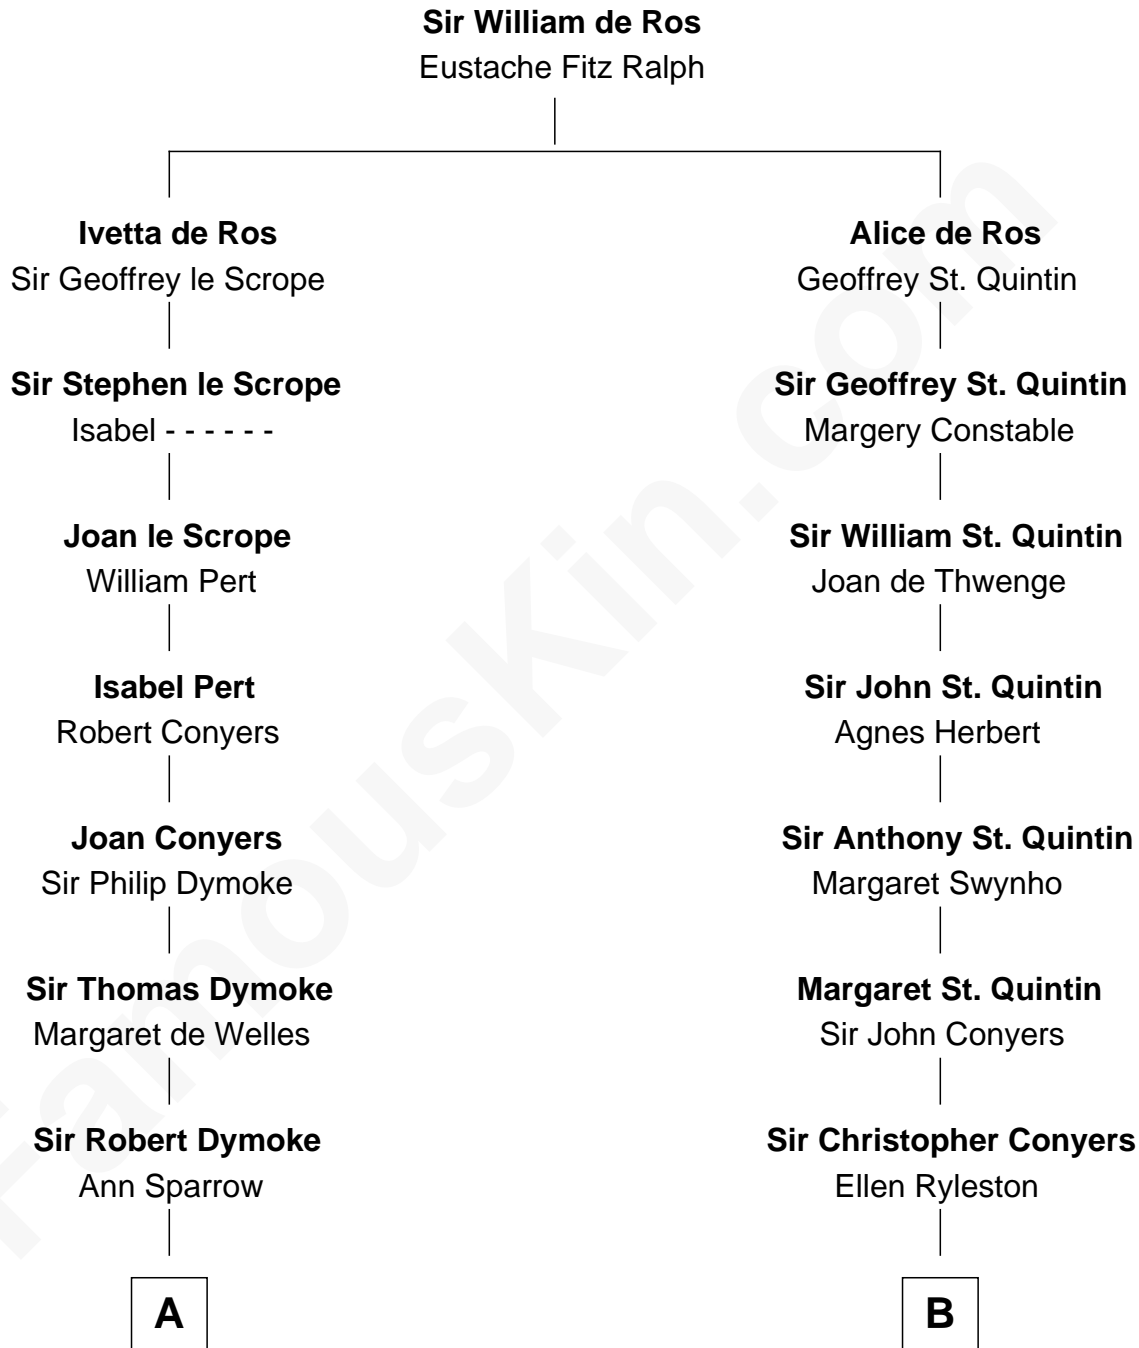 Sir William de Ros
Eustache Fitz Ralph
Ivetta de Ros
Sir Geoffrey le Scrope
Sir Stephen le Scrope
Isabel - - - - - -
Joan le Scrope
William Pert
Isabel Pert
Robert Conyers
Joan Conyers
Sir Philip Dymoke
Sir Thomas Dymoke
Margaret de Welles
Sir Robert Dymoke
Ann Sparrow
A
Alice de Ros
Geoffrey St. Quintin
Sir Geoffrey St. Quintin
Margery Constable
Sir William St. Quintin
Joan de Thwenge
Sir John St. Quintin
Agnes Herbert
Sir Anthony St. Quintin
Margaret Swynho
Margaret St. Quintin
Sir John Conyers
Sir Christopher Conyers
Ellen Ryleston
B
FamousKin.com